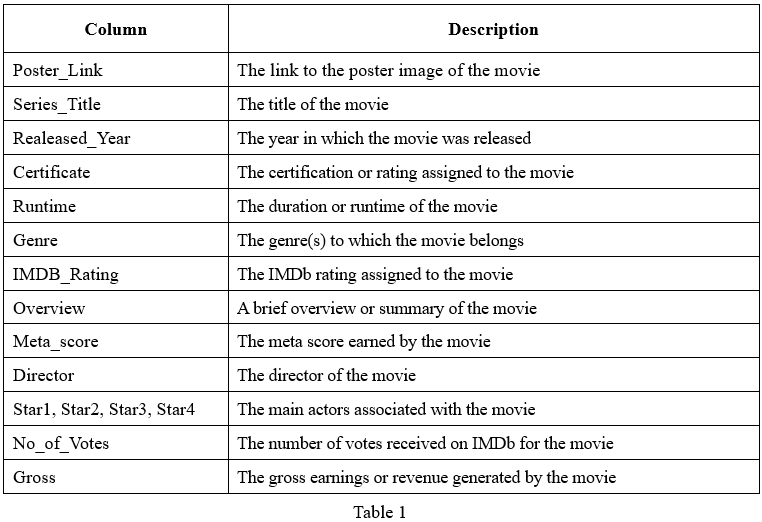 Column Description
Poster_Link The link to the poster image of the movie
Series_Title The title of the movie
Realeased_Year The year in which the movie was released
Certificate The certification or rating assigned to the movie
Runtime The duration or runtime of the movie
Genre The genre(s) to which the movie belongs
IMDB_Rating The IMDb rating assigned to the movie
Overview A brief overview or summary of the movie
Meta_score The meta score earned by the movie
Director The director of the movie
Star1, Star2, Star3, Star4 The main actors associated with the movie
No_of_Votes The number of votes received on IMDb for the movie
Gross The gross earnings or revenue generated by the movie
Table 1